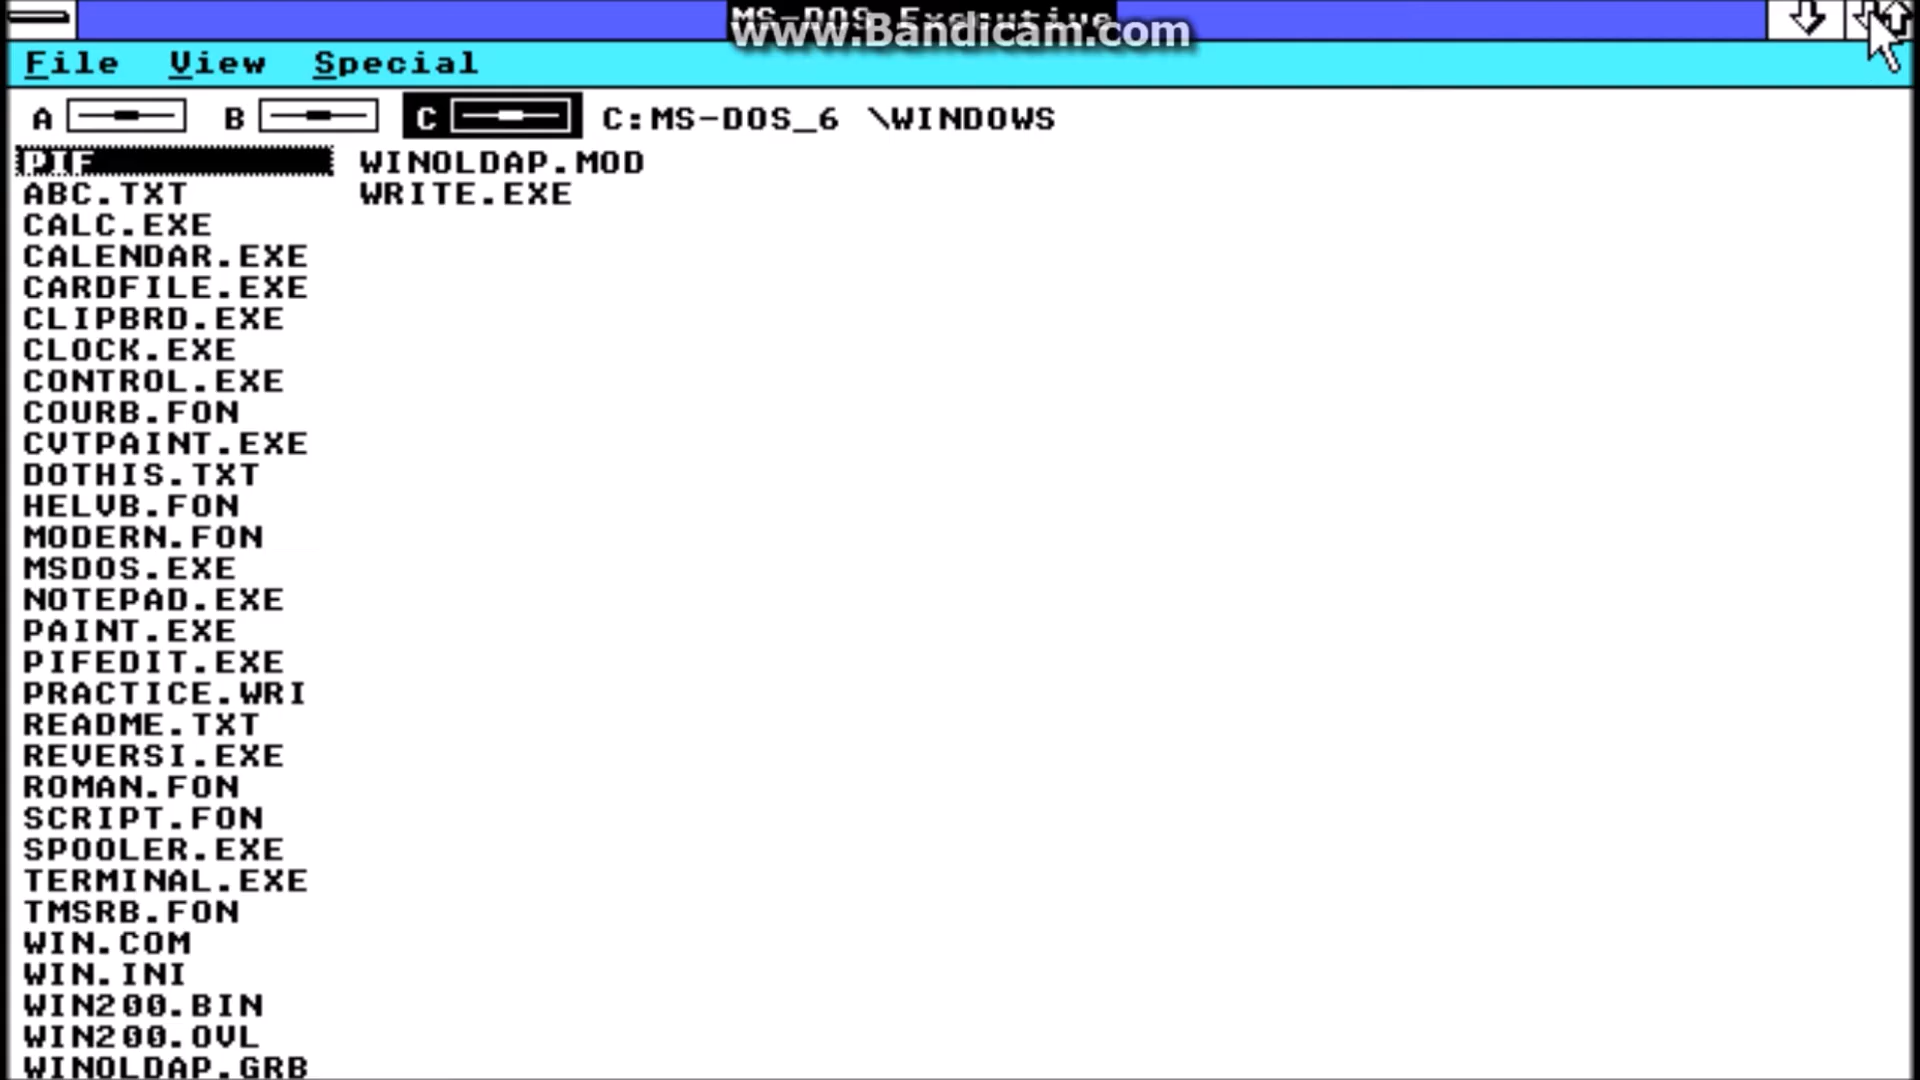 MS-DOS Executive
www.Bandicam.com
File View Special
A B C C:MS-DOS_6 \WINDOWS
PIF WINOLDAP.MOD
ABC.TXT WRITE.EXE
CALC.EXE
CALENDAR.EXE
CARDFILE.EXE
CLIPBRD.EXE
CLOCK.EXE
CONTROL.EXE
COURB.FON
CVTPAINT.EXE
DOTHIS.TXT
HELVB.FON
MODERN.FON
MSDOS.EXE
NOTEPAD.EXE
PAINT.EXE
PIFEDIT.EXE
PRACTICE.WRI
README.TXT
REVERSI.EXE
ROMAN.FON
SCRIPT.FON
SPOOLER.EXE
TERMINAL.EXE
TMSRB.FON
WIN.COM
WIN.INI
WIN200.BIN
WIN200.OVL
WINOLDAP.GRB